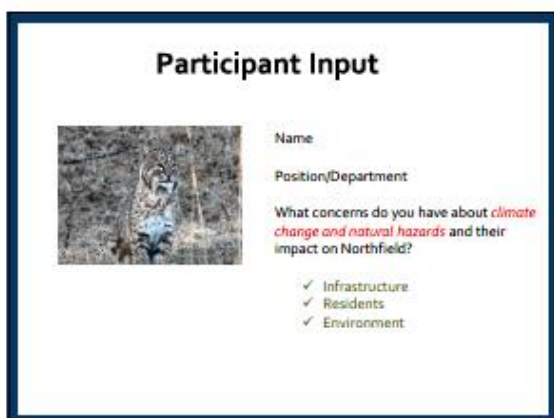 Participant Input
Name
Position/Department
What concerns do you have about climate
change and natural hazards and their
impact on Northfield?
✓ Infrastructure
✓ Residents
✓ Environment